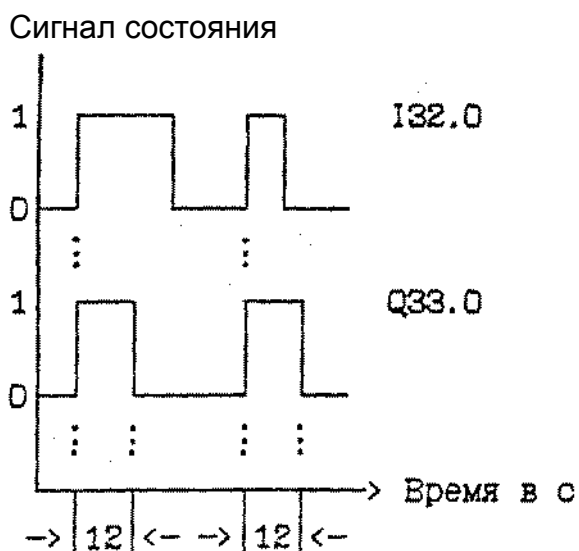 Сигнал состояния
1
I32.0
0
1
Q33.0
0
Время в с
-> 12 <- -> 12 <-